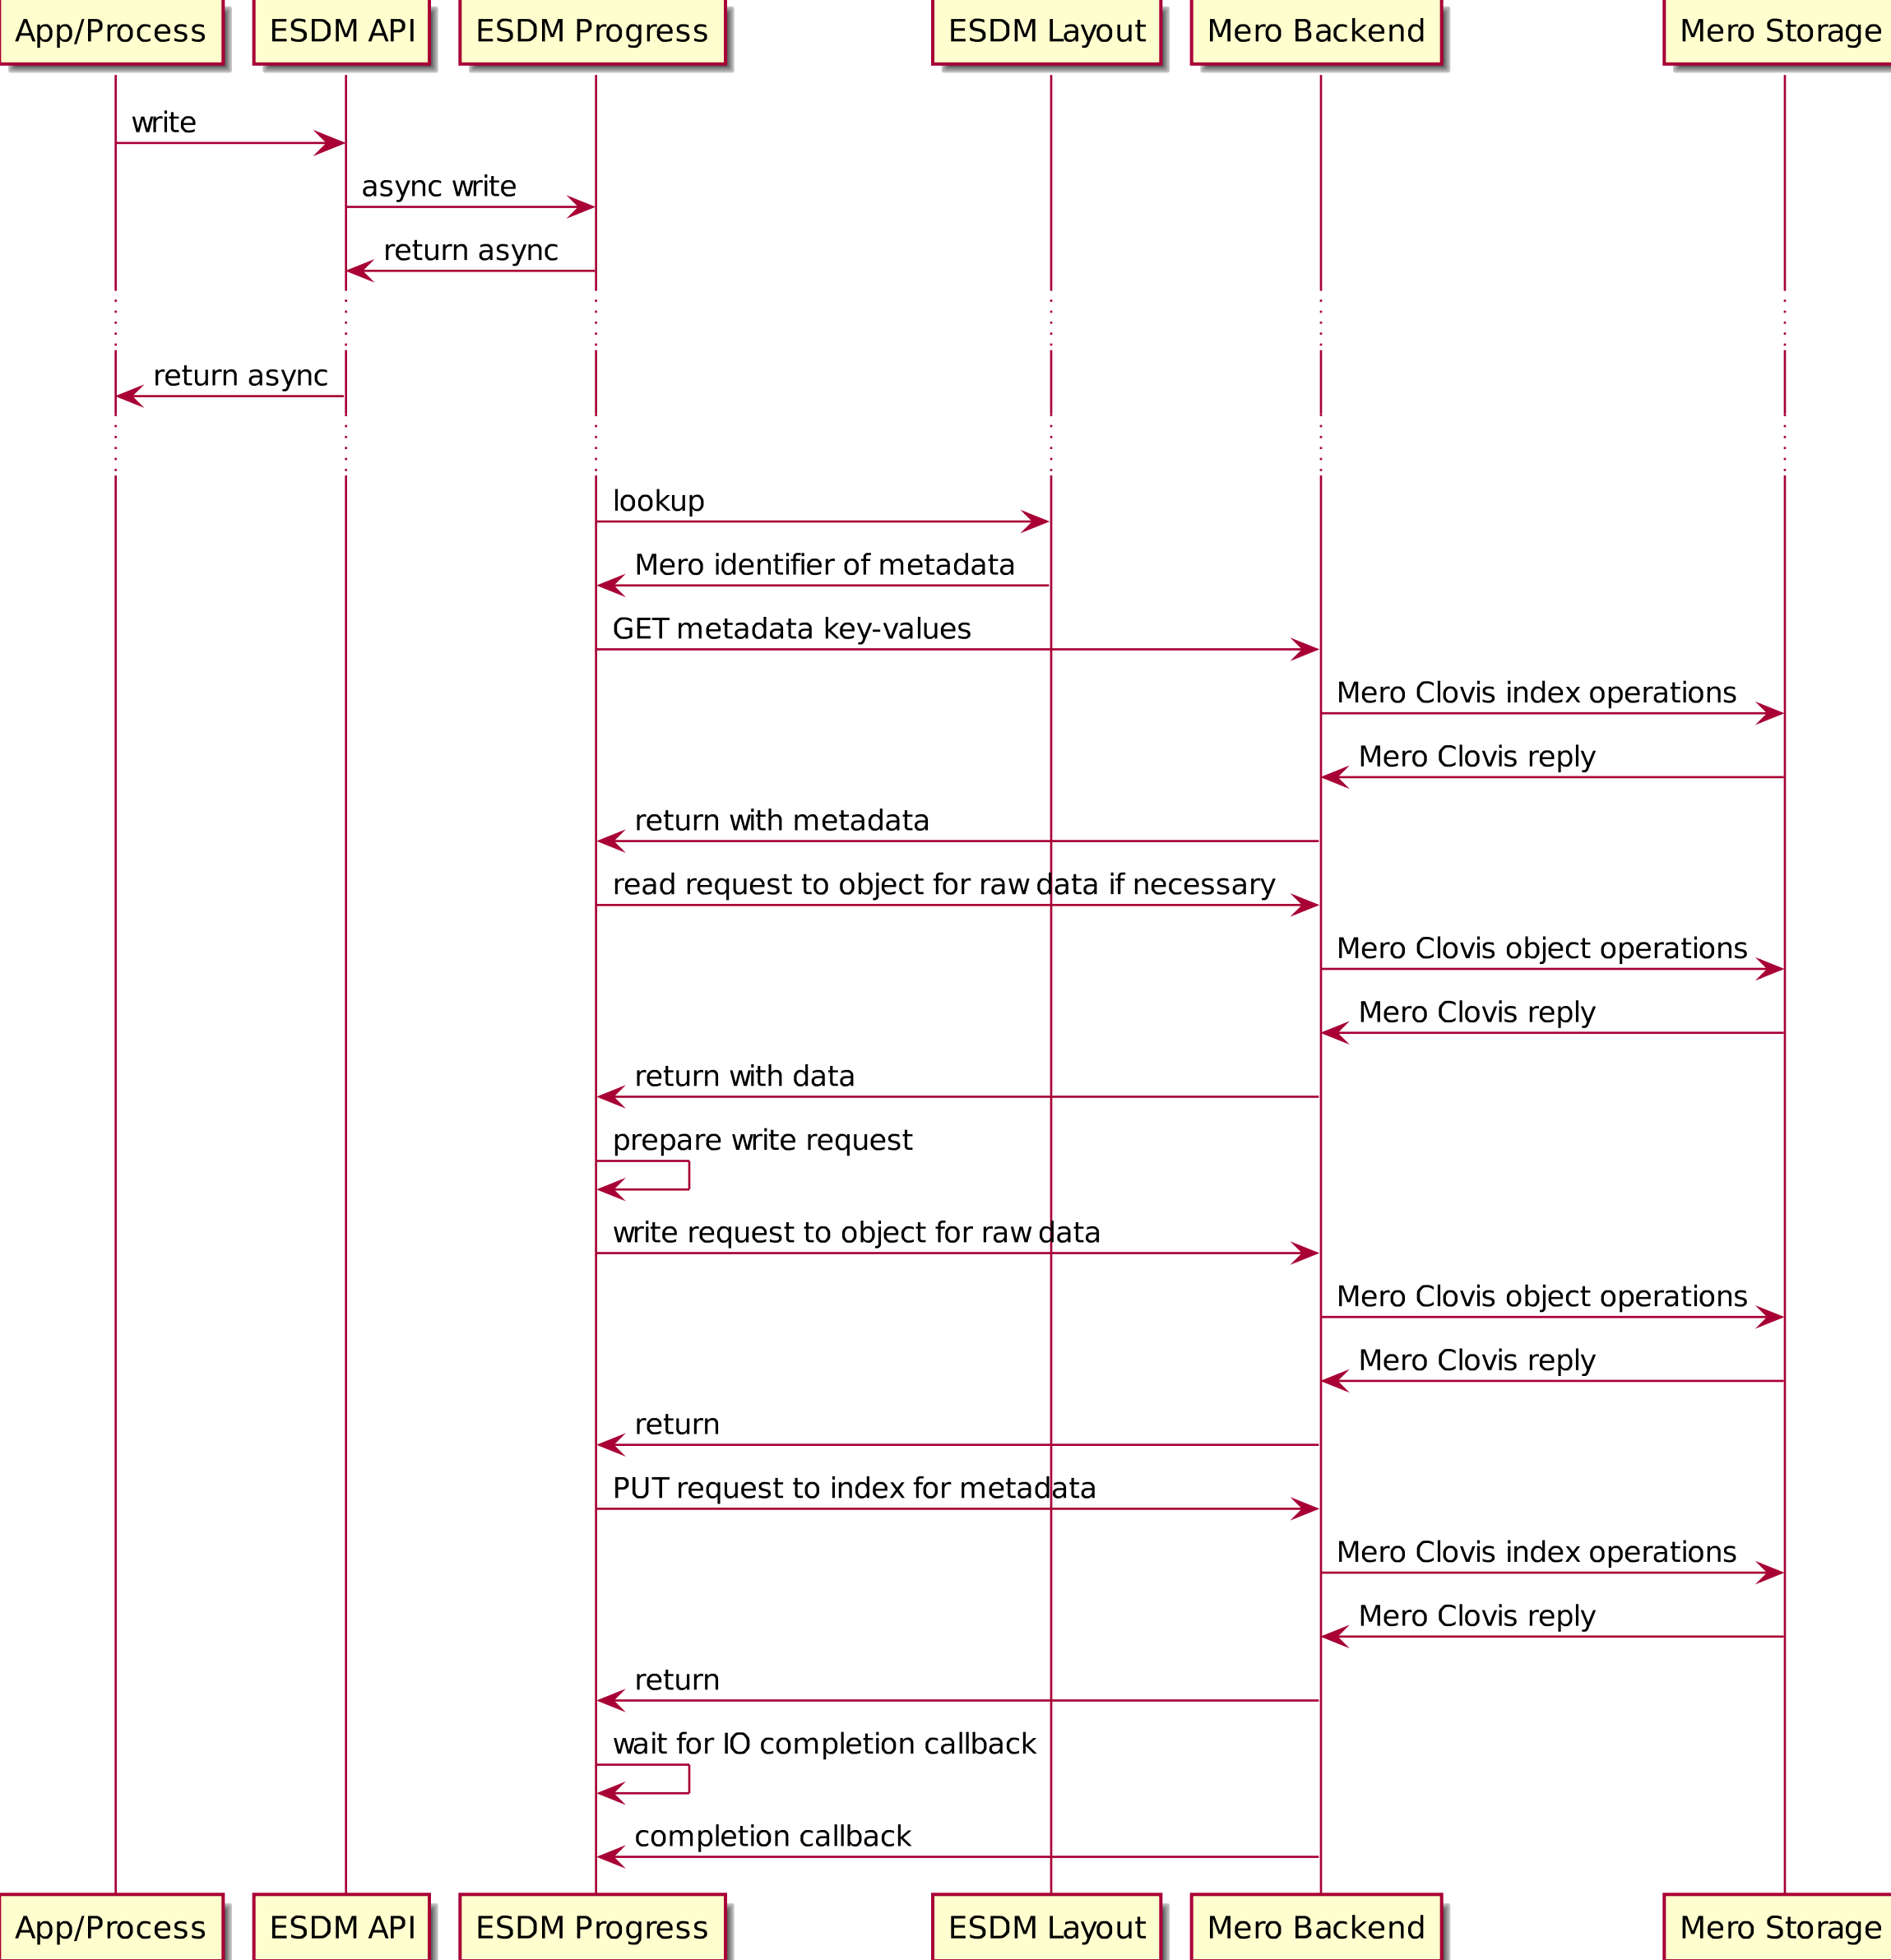 App/Process
ESDM API
ESDM Progress
ESDM Layout
Mero Backend
Mero Storage
write
async write
return async
return async
lookup
Mero identifier of metadata
GET metadata key-values
Mero Clovis index operations
Mero Clovis reply
return with metadata
read request to object for raw data if necessary
Mero Clovis object operations
Mero Clovis reply
return with data
prepare write request
write request to object for raw data
Mero Clovis object operations
Mero Clovis reply
return
PUT request to index for metadata
Mero Clovis index operations
Mero Clovis reply
return
wait for IO completion callback
completion callback
App/Process
ESDM API
ESDM Progress
ESDM Layout
Mero Backend
Mero Storage